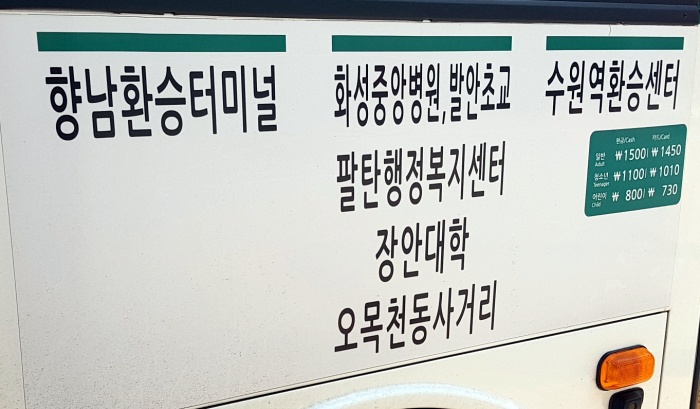 향남환승터미널
화성중앙병원,발안초교
팔탄행정복지센터
장안대학
오목천동사거리
수원역환승센터
현금/Cash 카드/Card
일반 Adult ₩1500 ₩1450
청소년 Teenager ₩1100 ₩1010
어린이 Child ₩ 800 ₩ 730